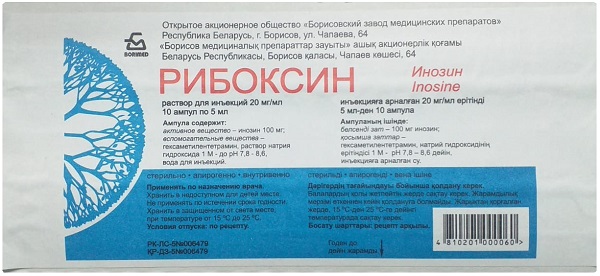 Открытое акционерное общество «Борисовский завод медицинских препаратов»
Республика Беларусь, г. Борисов, ул. Чапаева, 64
«Борисов медициналық препараттар зауыты» ашық акционерлік қоғамы
Беларусь Республикасы, Борисов қаласы, Чапаев көшесі, 64
BORIMED
РИБОКСИН
Инозин
Inosine
раствор для инъекций 20 мг/мл
10 ампул по 5 мл
Ампула содержит:
активное вещество – инозин 100 мг;
вспомогательные вещества –
гексаметилентетрамин, раствор натрия
гидроксида 1 М - до pH 7,8 - 8,6,
вода для инъекций.
инъекцияға арналған 20 мг/мл ерітінді
5 мл-ден 10 ампула
Ампуланың ішінде:
белсенді зат – 100 мг инозин;
қосымша заттар –
гексаметилентетрамин, натрий гидроксидінің
ерітіндісі 1 М - до pH 7,8 - 8,6 дейін,
инъекцияға арналған су.
стерильно - апирогенно - внутривенно
стерильді - апирогенді - вена ішіне
Применять по назначению врача.
Хранить в недоступном для детей месте.
Не применять по истечении срока годности.
Хранить в защищенном от света месте,
при температуре от 15 °C до 25 °C.
Условия отпуска: по рецепту.
Дәрігердің тағайындауы бойынша қолдану керек.
Балалардың қолы жетпейтін жерде сақтау керек. Жарамдылық
мерзімі өткеннен кейін қолдануға болмайды. Жарықтан қорғалған
жерде, 15 °C-ден 25 °C-ге дейінгі
температурада сақтау керек.
Босату шарттары: рецепт арқылы.
РК-ЛС-5№006479
ҚР-ДЗ-5№006479
Годен до
дейін жарамды
4810201000060